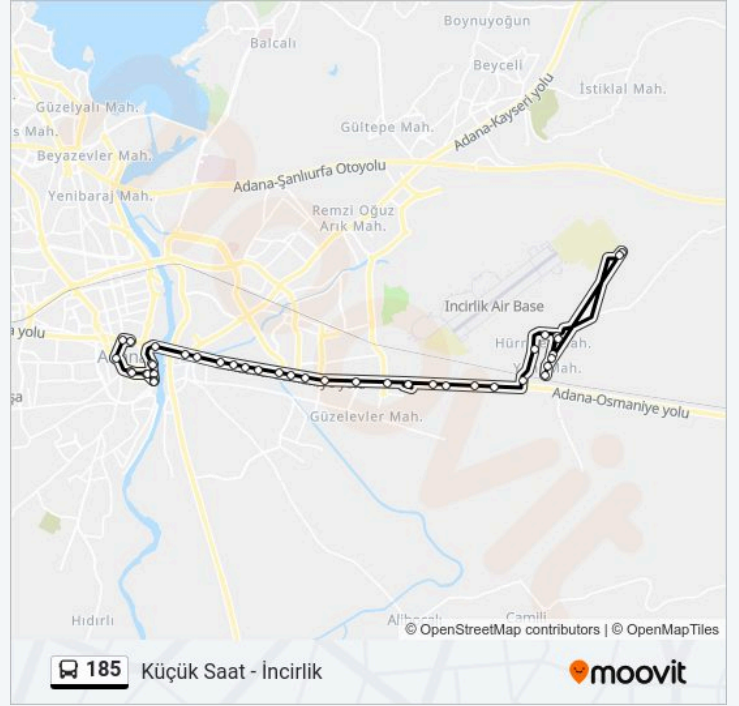 Boynuyoğun
Balcalı
Beyceli
İstiklal Mah.
Güzelyalı Mah.
s Mah.
Gültepe Mah.
Adana-Kayseri yolu
Beyazevler Mah.
Adana-Şanlıurfa Otoyolu
Yenibaraj Mah.
Remzi Oğuz
Arık Mah.
Incirlik Air Base
a yolu
Adana-Osmaniye yolu
Güzelevler Mah.
şa
Hıdırlı
Camili
© OpenStreetMap contributors | © OpenMapTiles
185 Küçük Saat - İncirlik
moovit